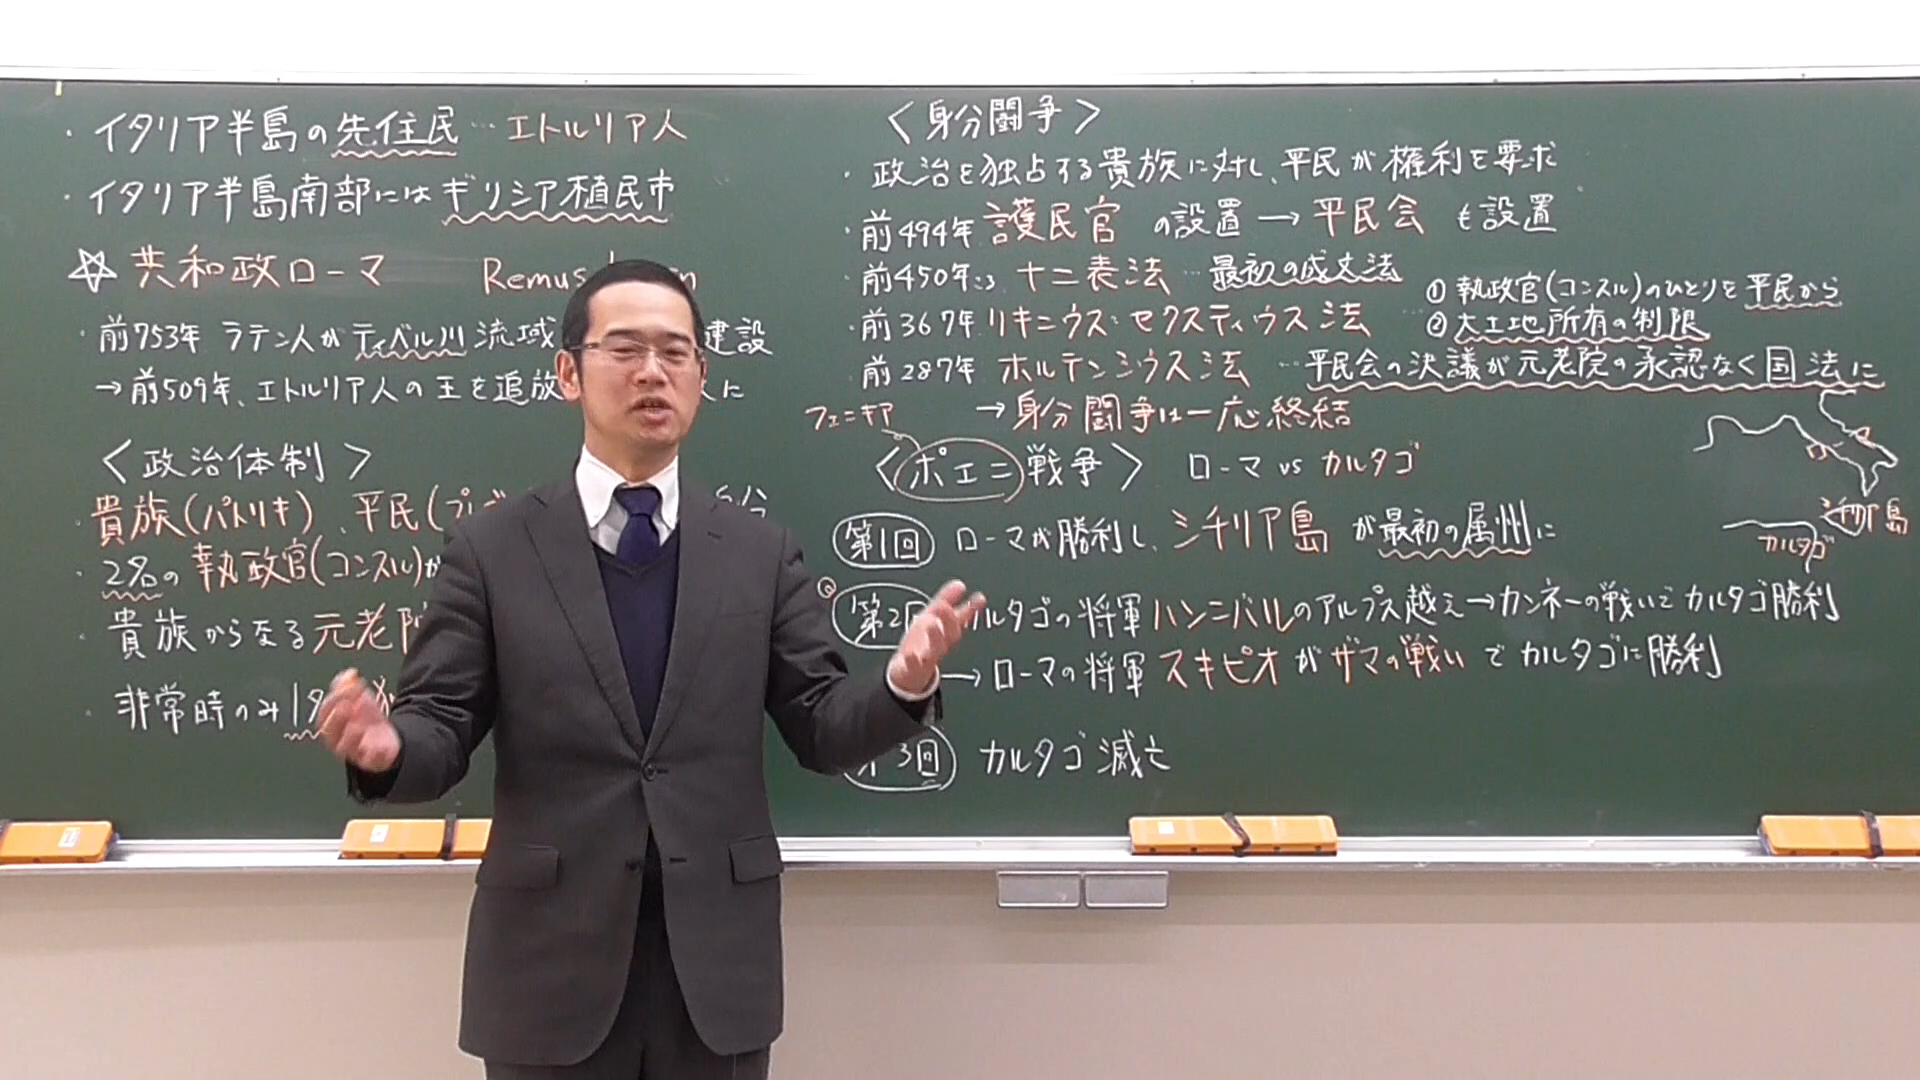 ・イタリア半島の先住民…エトルリア人
・イタリア半島南部にはギリシア植民市
☆共和政ローマ Remus
・前753年 ラテン人がティベル川流域 建設
→前509年、エトルリア人の王を追放 に
〈政治体制〉
・貴族(パトリキ)、平民(プレ
・2名の執政官(コンスル)が
・貴族からなる元老院
・非常時のみ1名
〈身分闘争〉
・政治を独占する貴族に対し、平民が権利を要求
・前494年 護民官の設置→平民会も設置
・前450年ころ 十二表法…最初の成文法
・前367年 リキニウス・セクスティウス法…
①執政官(コンスル)のひとりを平民から
②大土地所有の制限
・前287年 ホルテンシウス法…平民会の決議が元老院の承認なく国法に
→身分闘争は一応終結
フェニキア
〈ポエニ戦争〉 ローマ vs カルタゴ
第1回 ローマが勝利し、シチリア島が最初の属州に
第2回 カルタゴの将軍ハンニバルのアルプス越え→カンネーの戦いでカルタゴ勝利
→ローマの将軍スキピオがザマの戦いでカルタゴに勝利
第3回 カルタゴ滅亡
シチリア島
カルタゴ